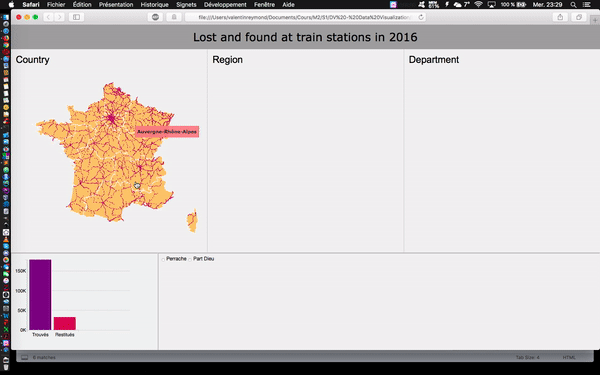 Safari Fichier Édition Présentation Historique Signets Développement Fenêtre Aide
7° 100 % Mer. 23:29
file:///Users/valentinreymond/Documents/Cours/M2/S1/DV%20-%20Data%20Visualization
Lost and found at train stations in 2016
Country Region Department
Auvergne-Rhône-Alpes
Perrache Part Dieu
150K
100K
50K
0K
Trouvés Restitués
6 matches Tab Size: 4 HTML